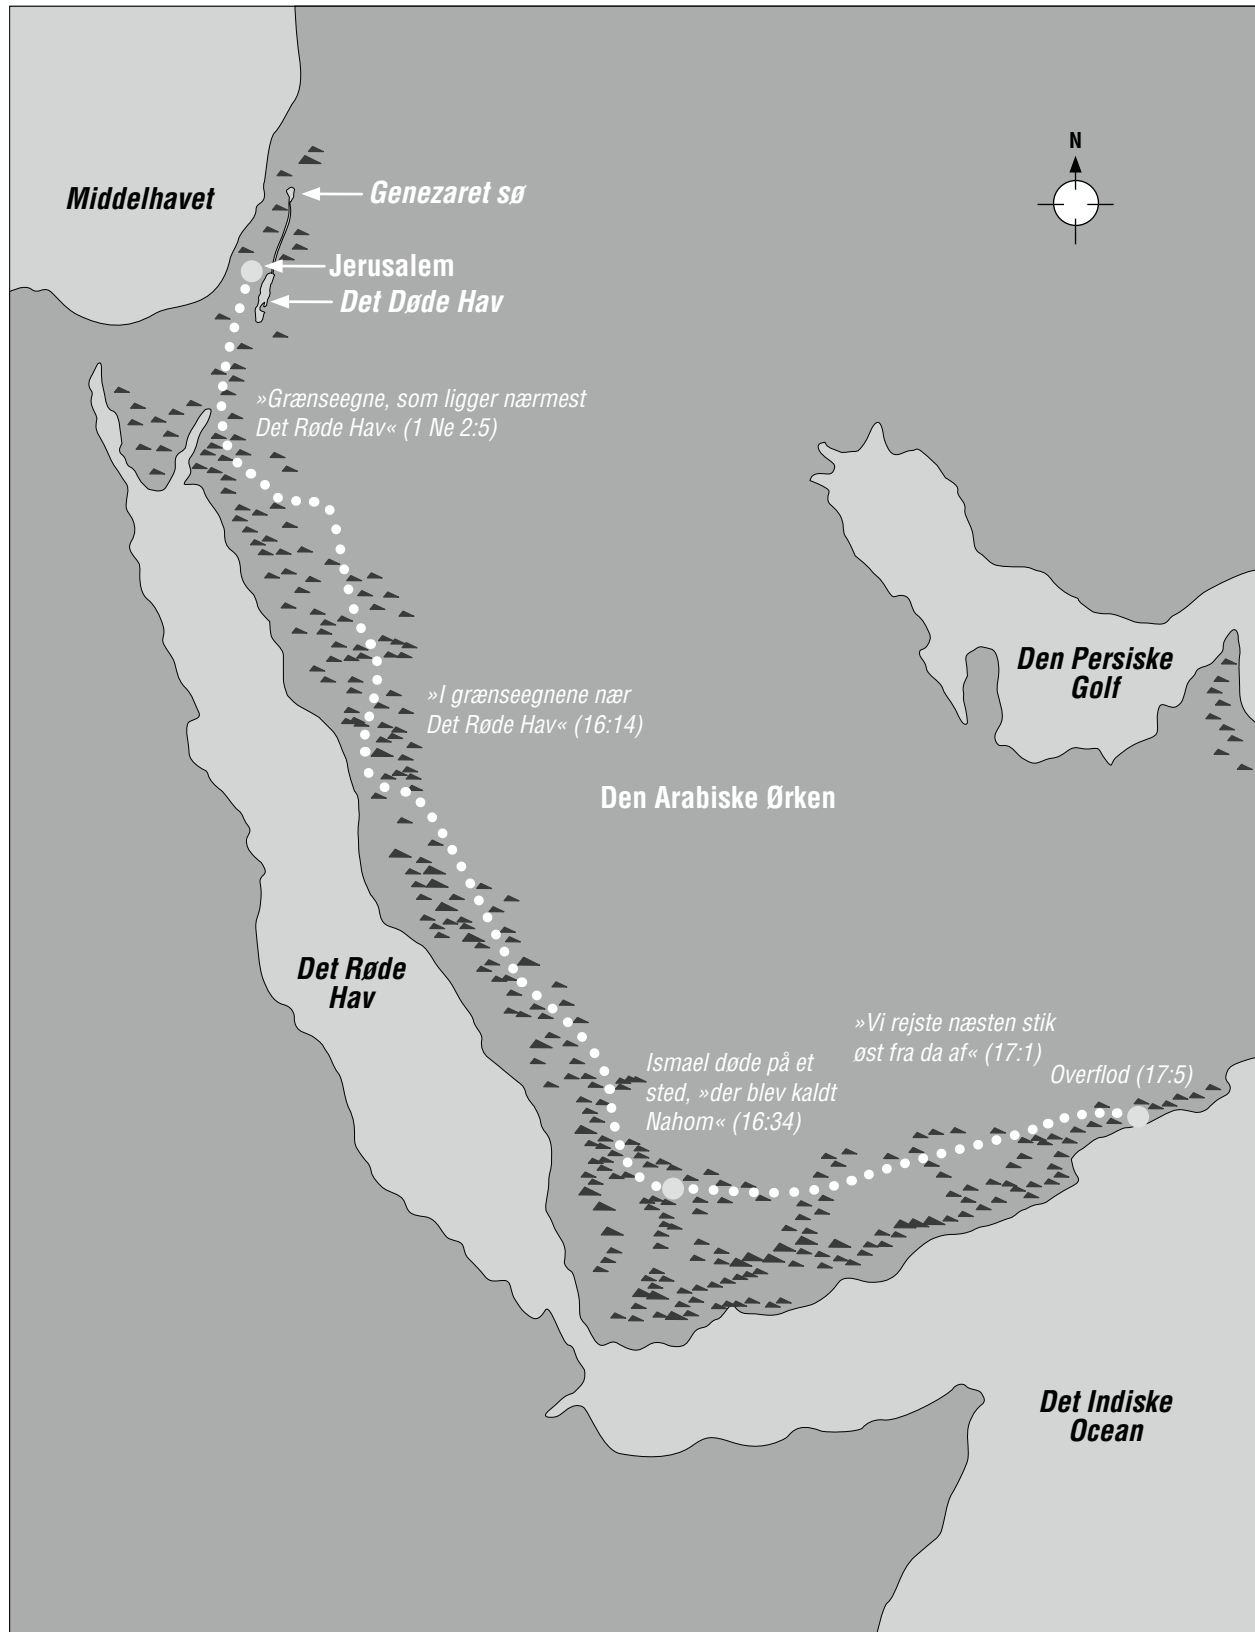 N
Middelhavet
Genezaret sø
Jerusalem
Det Døde Hav
»Grænseegne, som ligger nærmest
Det Røde Hav« (1 Ne 2:5)
Den Persiske
Golf
»I grænseegnene nær
Det Røde Hav« (16:14)
Den Arabiske Ørken
Det Røde
Hav
»Vi rejste næsten stik
øst fra da af« (17:1)
Ismael døde på et
sted, »der blev kaldt
Nahom« (16:34)
Overflod (17:5)
Det Indiske
Ocean